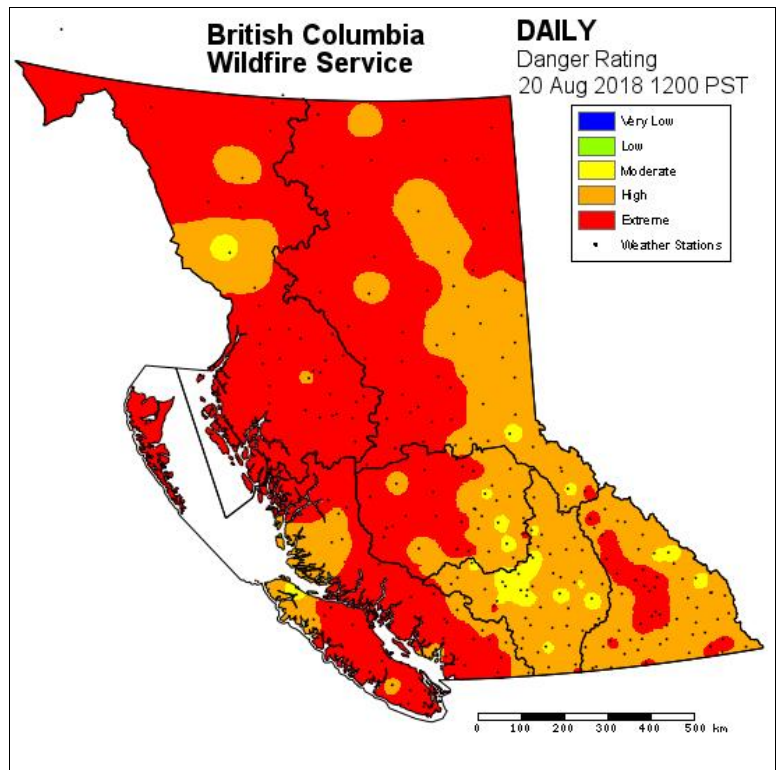 British Columbia
Wildfire Service
DAILY
Danger Rating
20 Aug 2018 1200 PST
Very Low
Low
Moderate
High
Extreme
Weather Stations
0 100 200 300 400 500 km